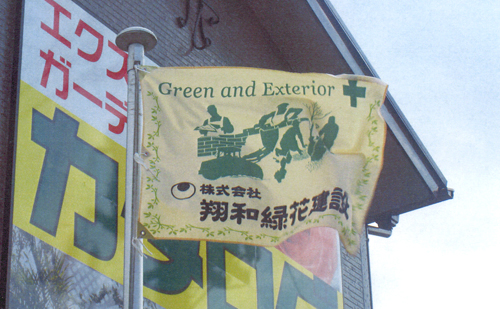 エクス
ガーデ
Green and Exterior
株式会社
翔和緑花建設